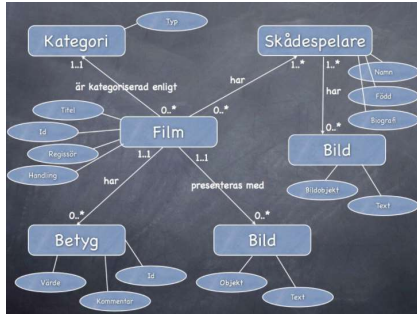 Typ
Kategori
Skådespelare
1..1
1..*
1..*
Namn
har
är kategoriserad enligt
har
Född
Titel
0..*
0..*
Biografi
Id
Film
0..*
Regissör
1..1
1..1
Bild
Handling
har
presenteras med
Bildobjekt
Text
0..*
0..*
Betyg
Bild
Värde
Id
Objekt
Kommentar
Text